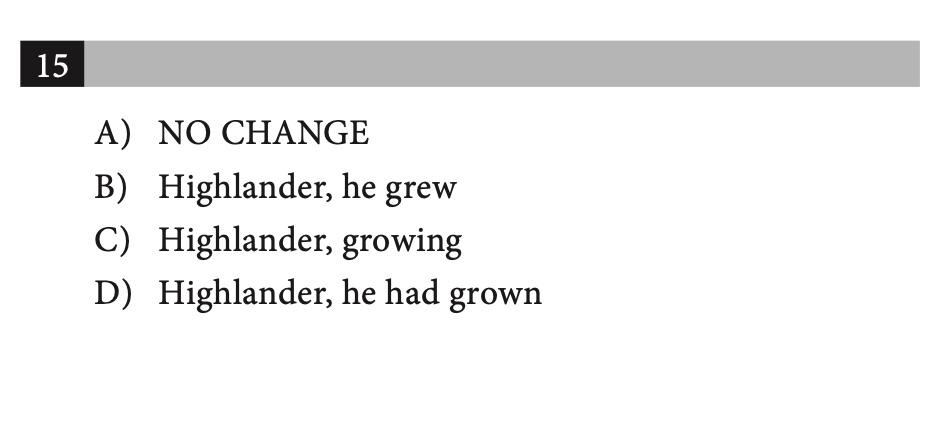 15
A) NO CHANGE
B) Highlander, he grew
C) Highlander, growing
D) Highlander, he had grown